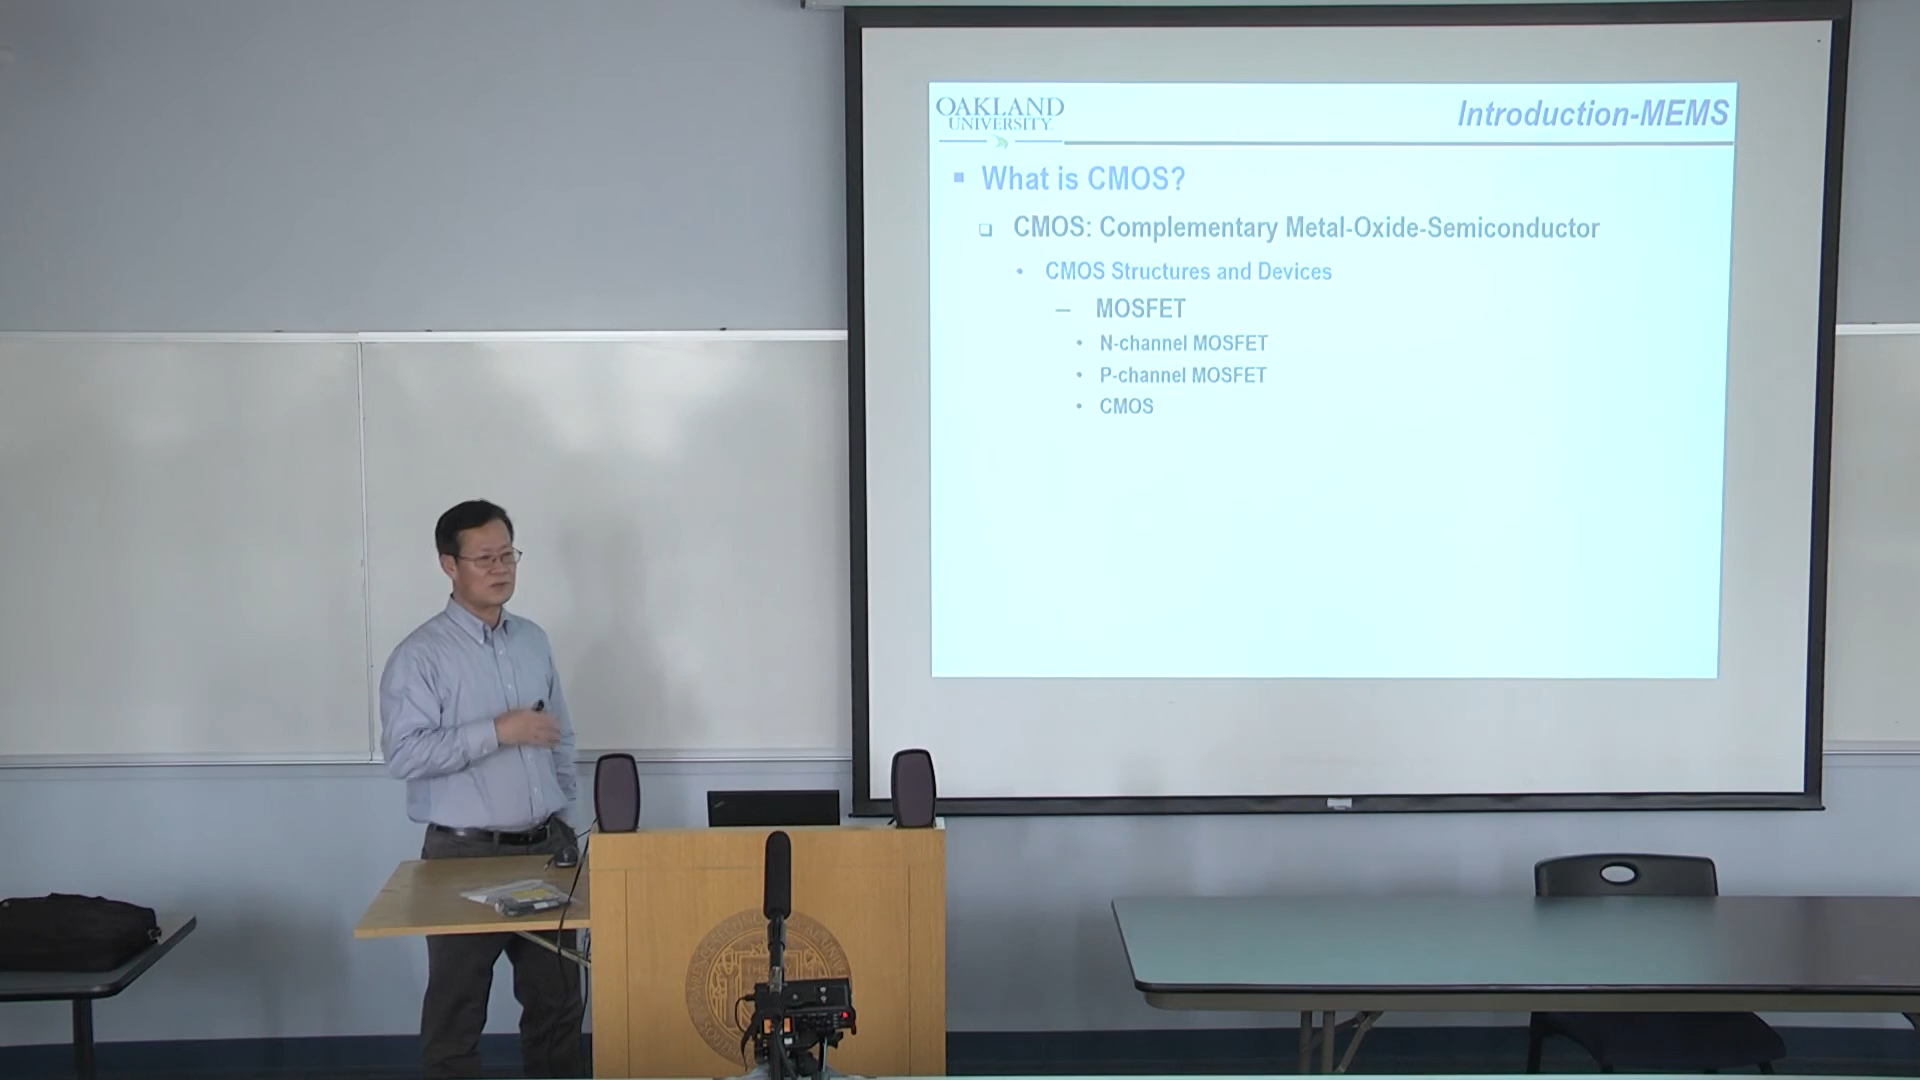 OAKLAND
UNIVERSITY
Introduction-MEMS
What is CMOS?
CMOS: Complementary Metal-Oxide-Semiconductor
CMOS Structures and Devices
MOSFET
N-channel MOSFET
P-channel MOSFET
CMOS